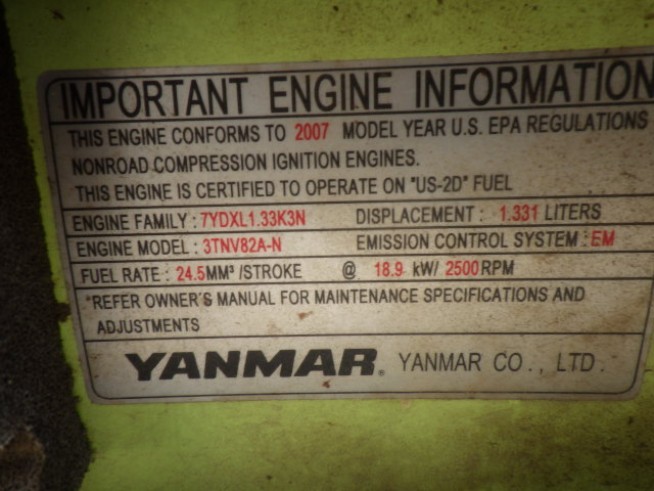 IMPORTANT ENGINE INFORMATION
THIS ENGINE CONFORMS TO 2007 MODEL YEAR U.S. EPA REGULATIONS
NONROAD COMPRESSION IGNITION ENGINES.
THIS ENGINE IS CERTIFIED TO OPERATE ON "US-2D" FUEL
ENGINE FAMILY : 7YDXL1.33K3N DISPLACEMENT : 1.331 LITERS
ENGINE MODEL : 3TNV82A-N EMISSION CONTROL SYSTEM : EM
FUEL RATE : 24.5MM³ /STROKE @ 18.9 kW/ 2500 RPM
*REFER OWNER'S MANUAL FOR MAINTENANCE SPECIFICATIONS AND
ADJUSTMENTS
YANMAR. YANMAR CO., LTD.